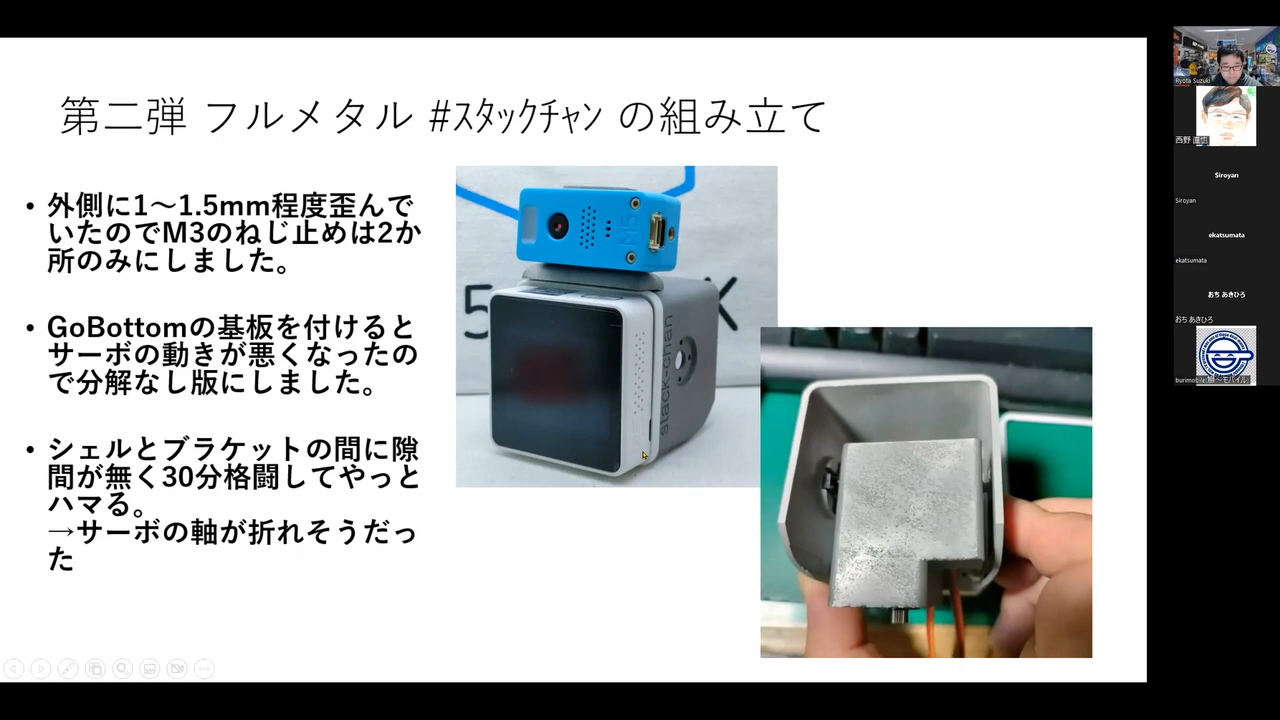 第二弾 フルメタル #ｽﾀｯｸﾁｬﾝ の組み立て
• 外側に1～1.5mm程度歪んで
いたのでM3のねじ止めは2か
所のみにしました。
• GoBottomの基板を付けると
サーボの動きが悪くなったの
で分解なし版にしました。
• シェルとブラケットの間に隙
間が無く30分格闘してやっと
ハマる。
→サーボの軸が折れそうだっ
た
M5
5
K
stack-chan
Ryota Suzuki
西野 直也
Siroyan
Siroyan
ekatsumata
ekatsumata
おち あきひろ
おち あきひろ